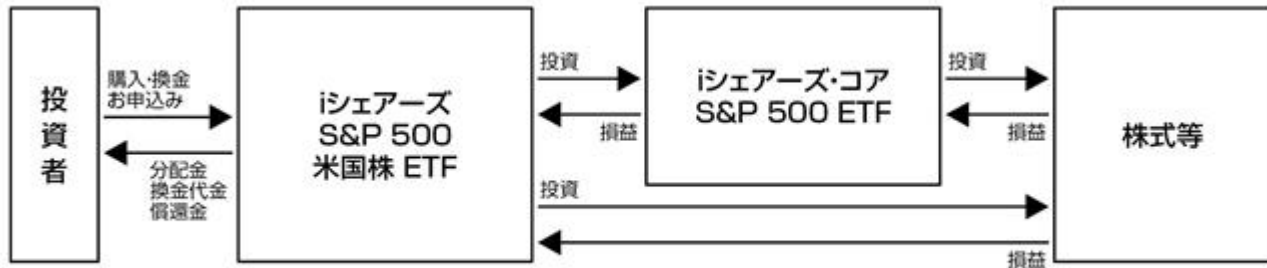 投資者
購入・換金
お申込み
分配金
換金代金
償還金
iシェアーズ
S&P 500
米国株 ETF
投資
損益
iシェアーズ・コア
S&P 500 ETF
投資
損益
投資
損益
株式等